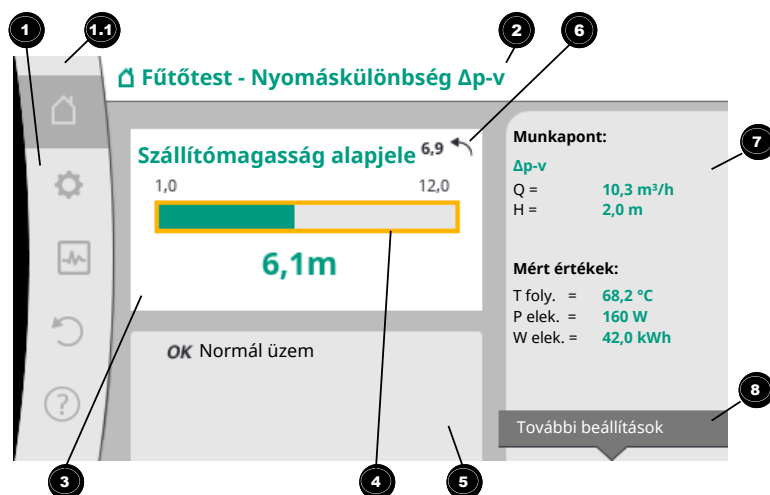 1
1.1
2
6
Fűtőtest - Nyomáskülönbség Δp-v
Szállítómagasság alapjele 6,9
1,0 12,0
6,1m
OK Normál üzem
Munkapont:
7
Δp-v
Q = 10,3 m³/h
H = 2,0 m
Mért értékek:
T foly. = 68,2 °C
P elek. = 160 W
W elek. = 42,0 kWh
8
További beállítások
?
3
4
5